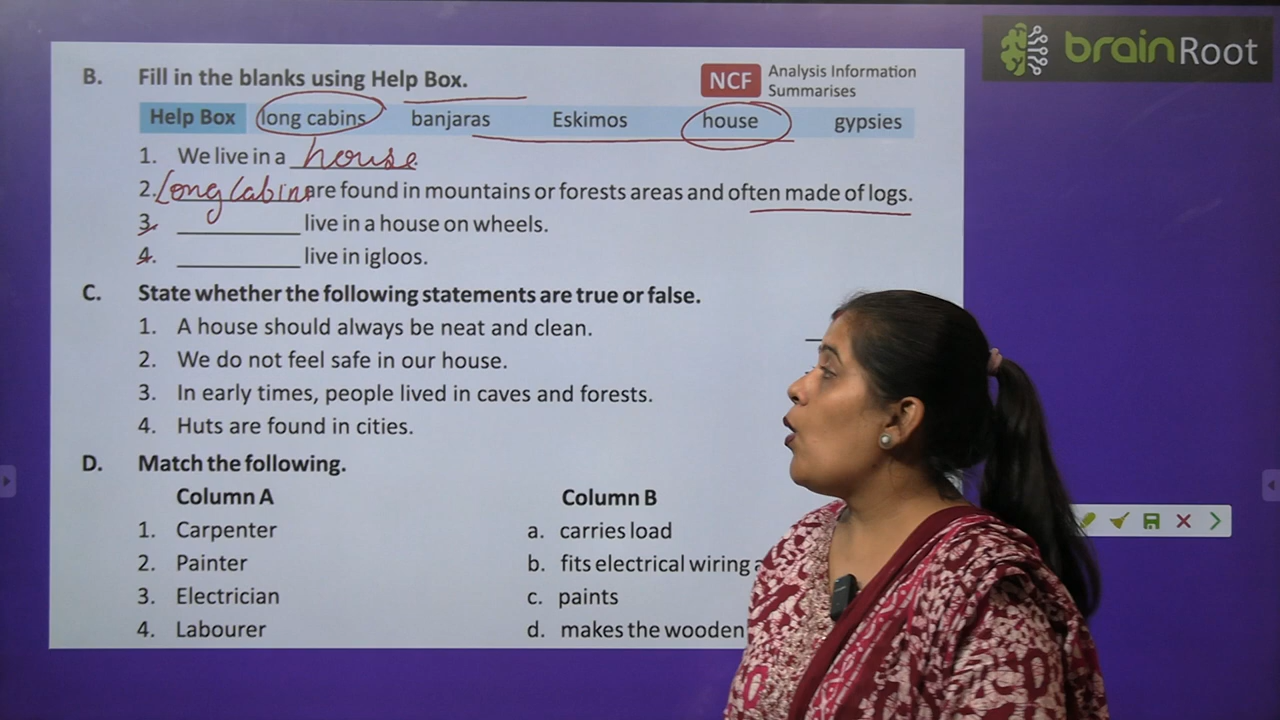 brainRoot
B. Fill in the blanks using Help Box.
NCF Analysis Information
Summarises
Help Box long cabins banjaras Eskimos house gypsies
1. We live in a house.
2. Long Cabins are found in mountains or forests areas and often made of logs.
3. __________ live in a house on wheels.
4. __________ live in igloos.
C. State whether the following statements are true or false.
1. A house should always be neat and clean.
2. We do not feel safe in our house.
3. In early times, people lived in caves and forests.
4. Huts are found in cities.
D. Match the following.
Column A Column B
1. Carpenter a. carries load
2. Painter b. fits electrical wiring
3. Electrician c. paints
4. Labourer d. makes the wooden